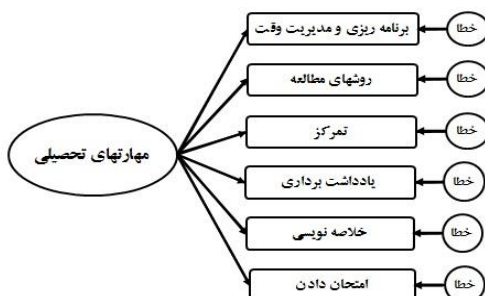 برنامه ریزی و مدیریت وقت
خطا
روشهای مطالعه
خطا
تمرکز
خطا
مهارتهای تحصیلی
یادداشت برداری
خطا
خلاصه نویسی
خطا
امتحان دادن
خطا